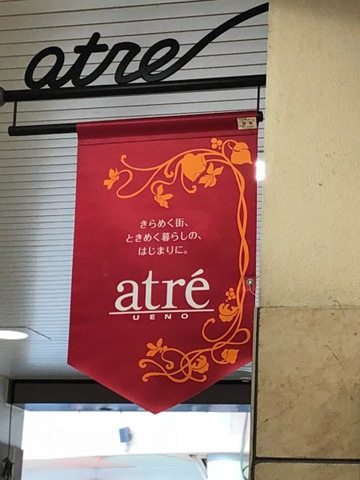 atre
きらめく街、
ときめく暮らしの、
はじまりに。
atré
UENO